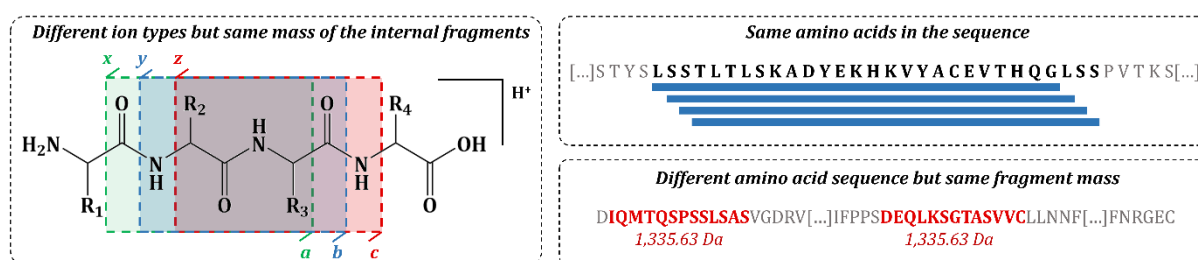 Different ion types but same mass of the internal fragments
x y z
O R2 O R4 H+
H
N
H2N N N OH
H H
R1 O R3 O
a b c
Same amino acids in the sequence
[...]STYSLSSTLTLSKADYEKHKVYACEVTHQGLSSPVTKS[...]
Different amino acid sequence but same fragment mass
DIQMTQSPSSLSASVGDRV[...]IFPPSDEQLKSGTASVVCLLNNF[...]FNRGEC
1,335.63 Da 1,335.63 Da